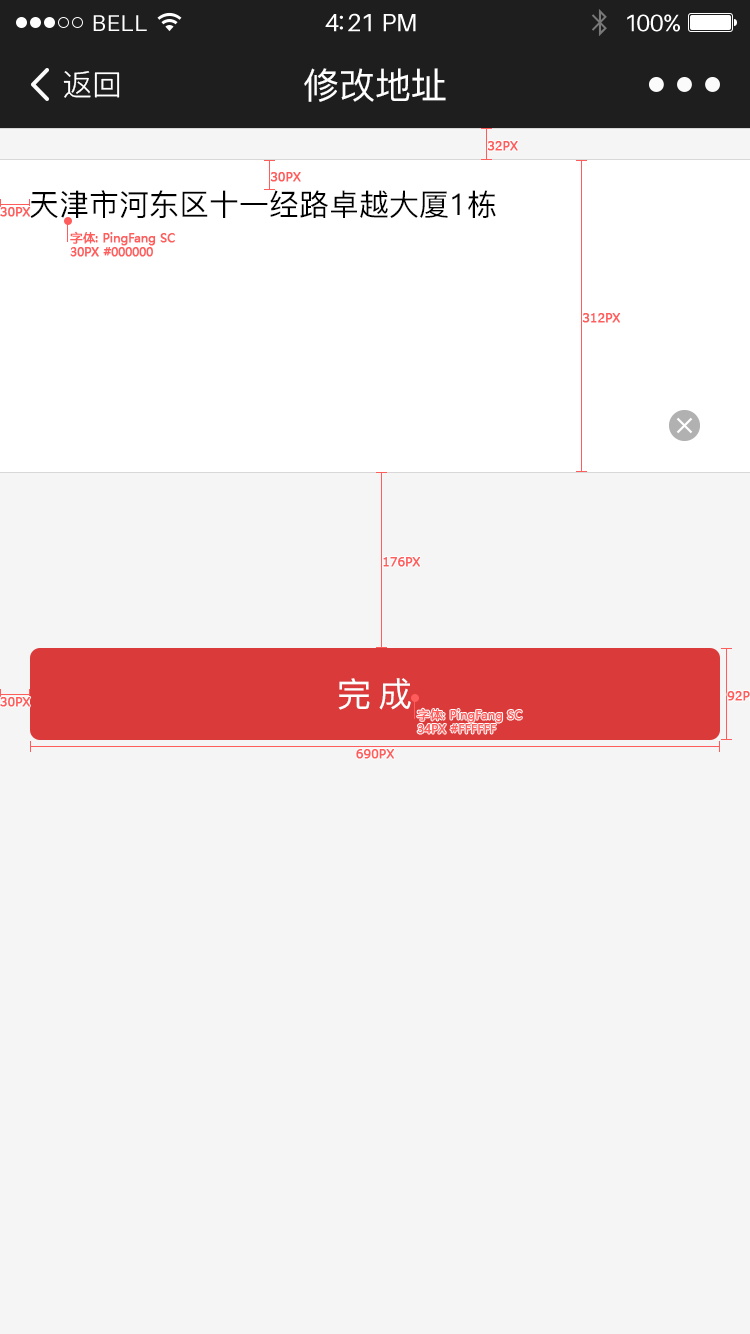 BELL 4:21 PM 100%
返回 修改地址
32PX
30PX
30PX 天津市河东区十一经路卓越大厦1栋
字体: PingFang SC
30PX #000000
312PX
176PX
完成
30PX
92P
字体: PingFang SC
34PX #FFFFFF
690PX